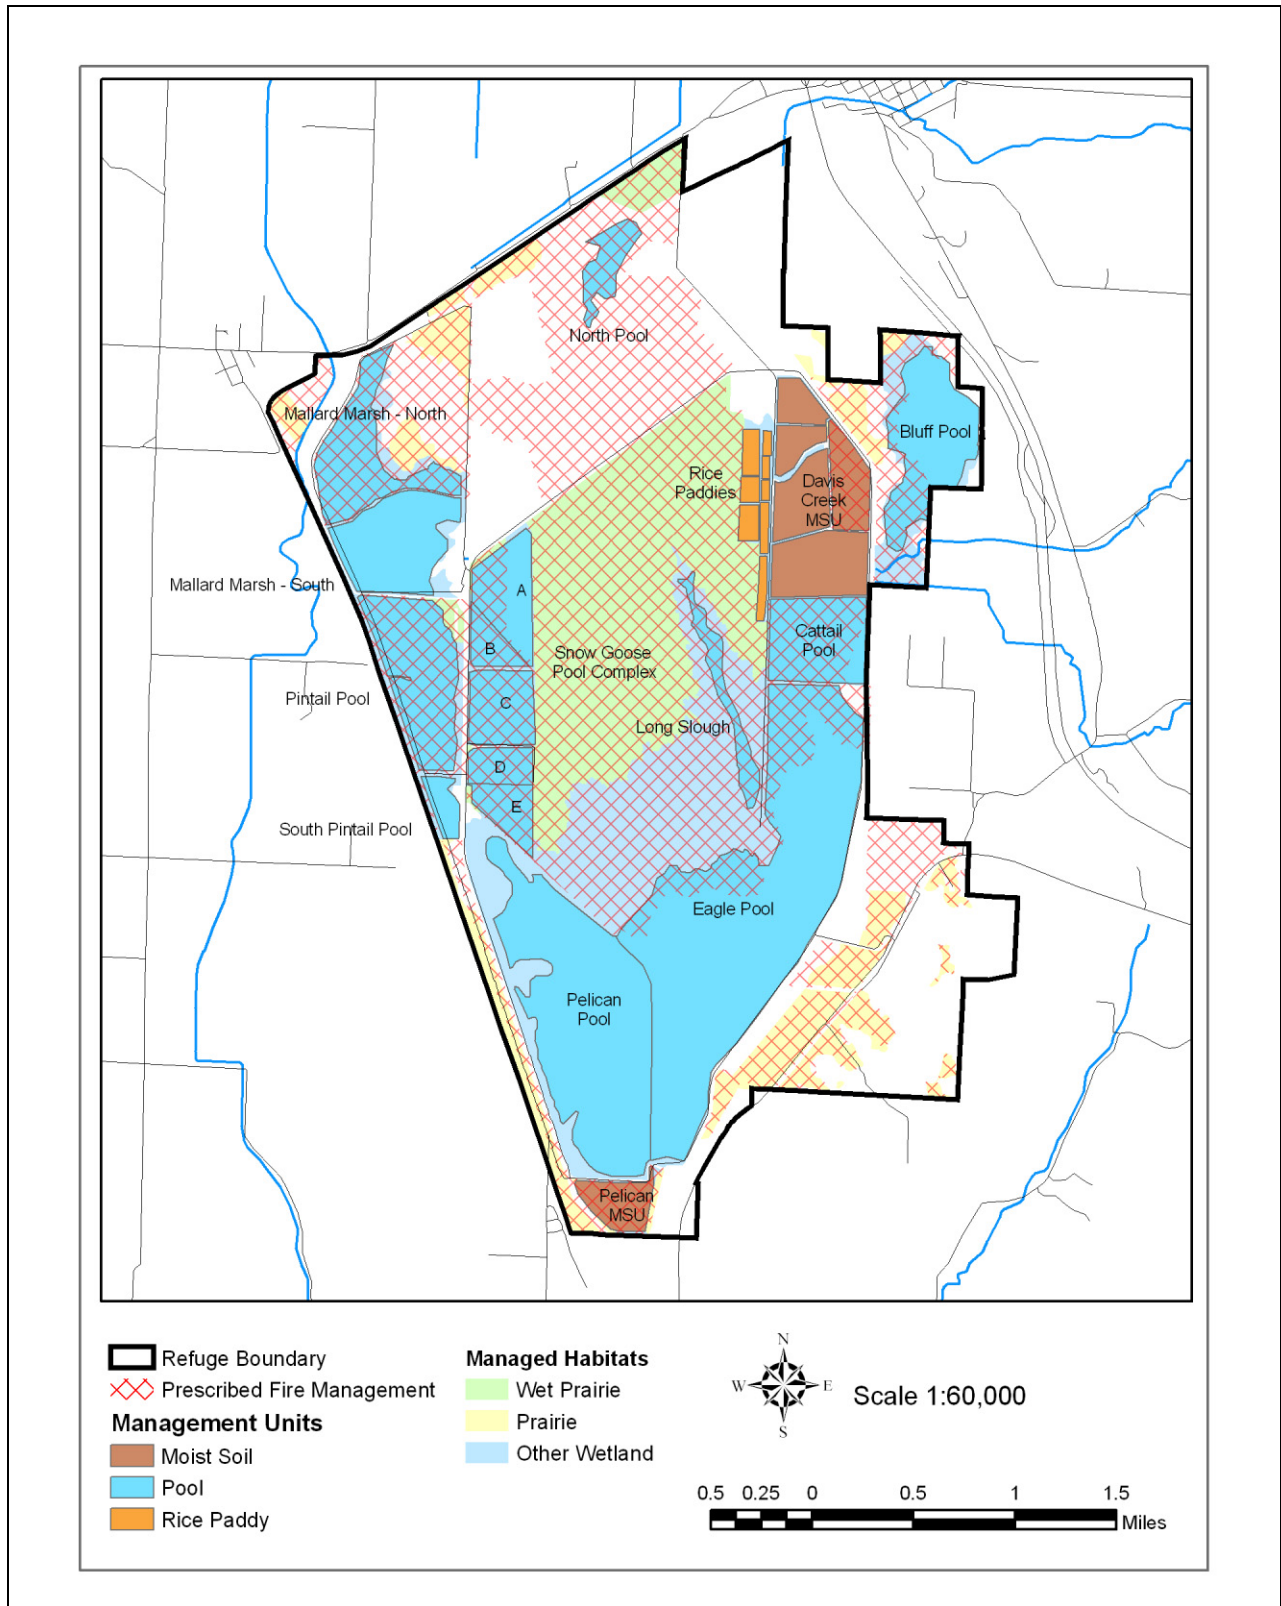 North Pool
Mallard Marsh - North
Bluff Pool
Rice
Paddies
Davis
Creek
MSU
Mallard Marsh - South
A
B
Snow Goose
Pool Complex
Cattail
Pool
Pintail Pool
C
Long Slough
D
E
South Pintail Pool
Eagle Pool
Pelican
Pool
Pelican
MSU
Refuge Boundary
Prescribed Fire Management
Management Units
Moist Soil
Pool
Rice Paddy
Managed Habitats
Wet Prairie
Prairie
Other Wetland
N
W
E
S
Scale 1:60,000
0.5 0.25 0 0.5 1 1.5
Miles